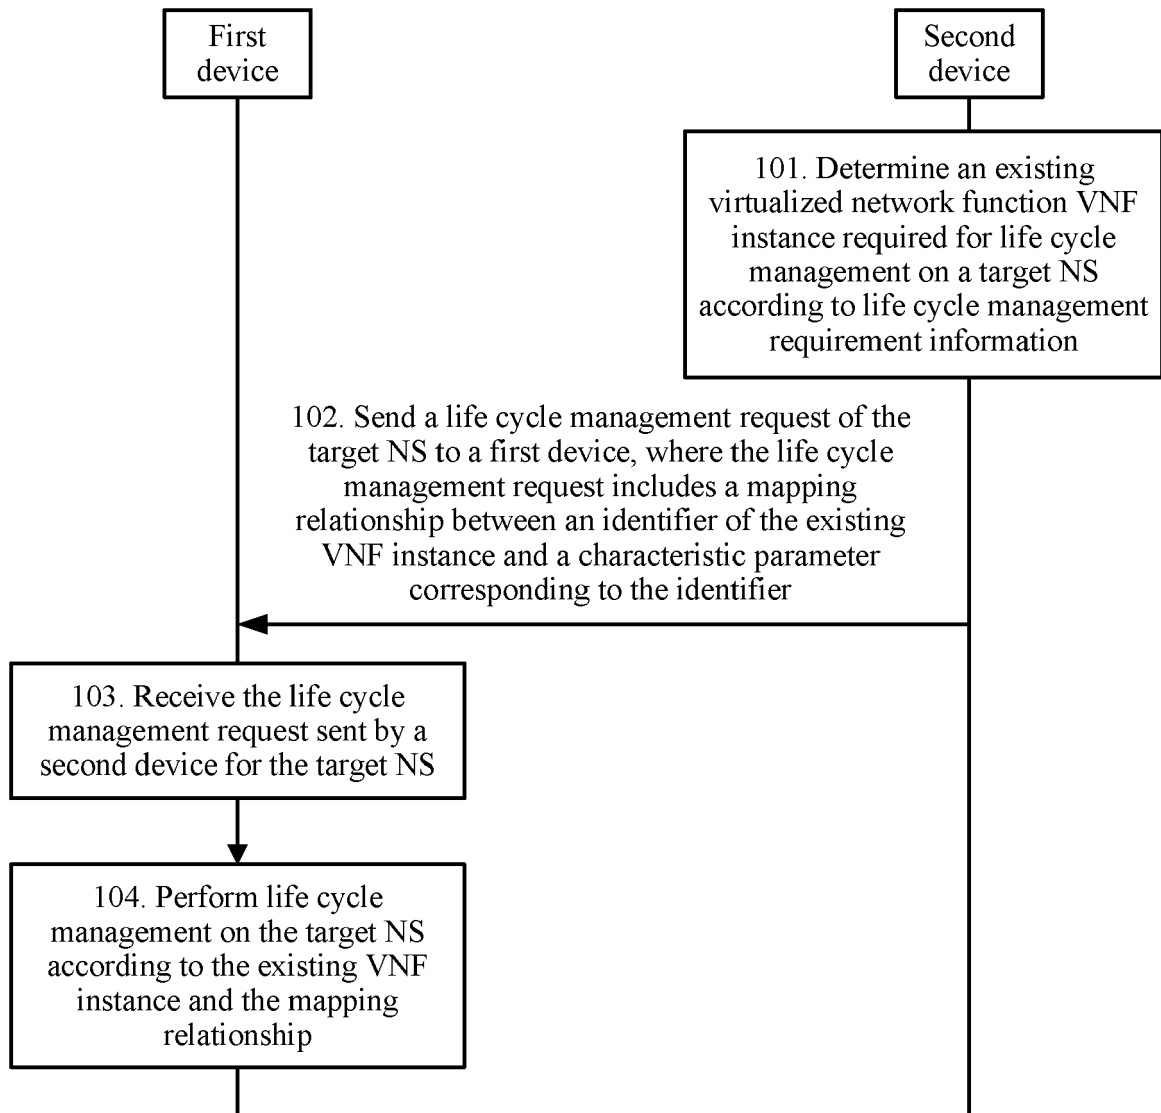 First
device
Second
device
101. Determine an existing
virtualized network function VNF
instance required for life cycle
management on a target NS
according to life cycle management
requirement information
102. Send a life cycle management request of the
target NS to a first device, where the life cycle
management request includes a mapping
relationship between an identifier of the existing
VNF instance and a characteristic parameter
corresponding to the identifier
103. Receive the life cycle
management request sent by a
second device for the target NS
104. Perform life cycle
management on the target NS
according to the existing VNF
instance and the mapping
relationship